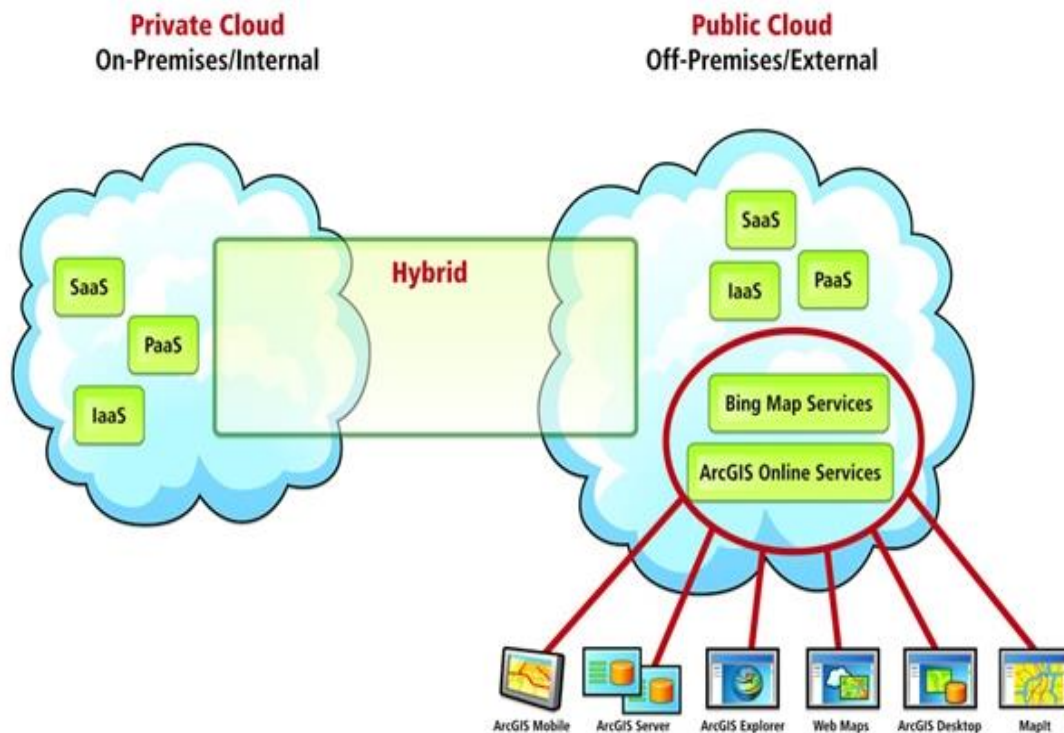 Private Cloud
On-Premises/Internal
Public Cloud
Off-Premises/External
SaaS
PaaS
IaaS
Hybrid
SaaS
IaaS
PaaS
Bing Map Services
ArcGIS Online Services
ArcGIS Mobile
ArcGIS Server
ArcGIS Explorer
Web Maps
ArcGIS Desktop
MapIt